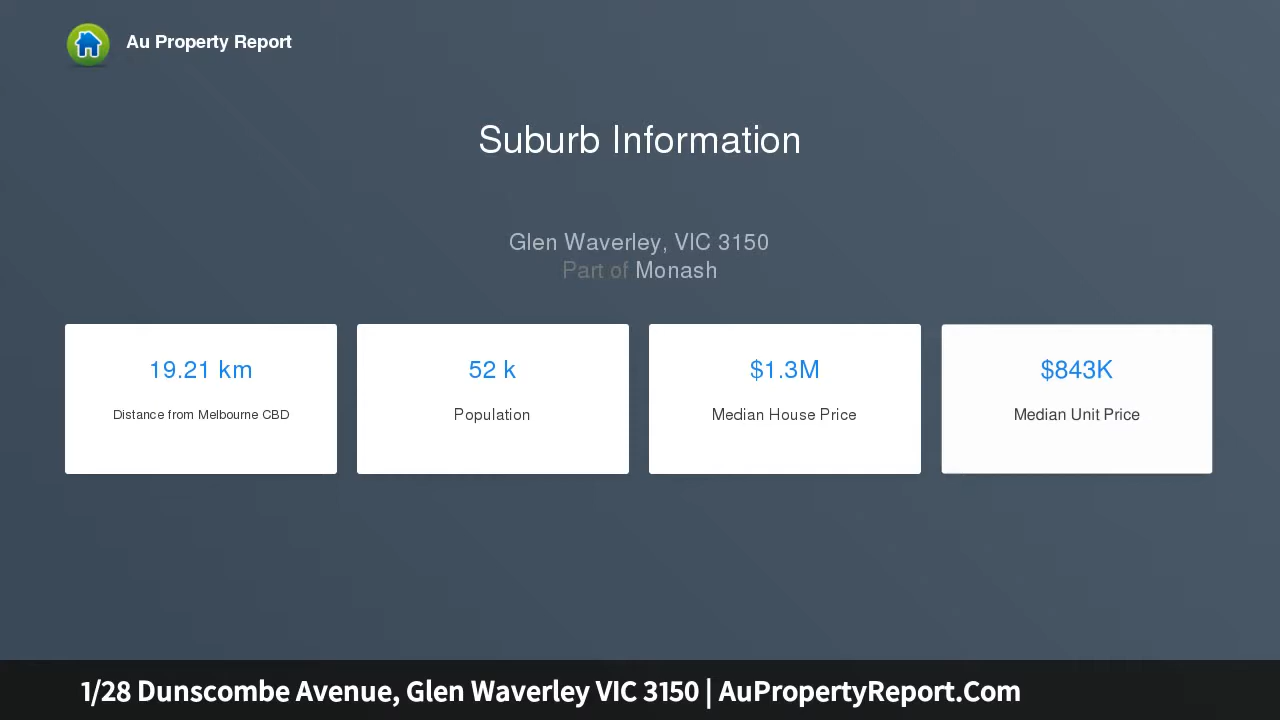 Au Property Report
Suburb Information
Glen Waverley, VIC 3150
Part of Monash
19.21 km
Distance from Melbourne CBD
52 k
Population
$1.3M
Median House Price
$843K
Median Unit Price
1/28 Dunscombe Avenue, Glen Waverley VIC 3150 | AuPropertyReport.Com